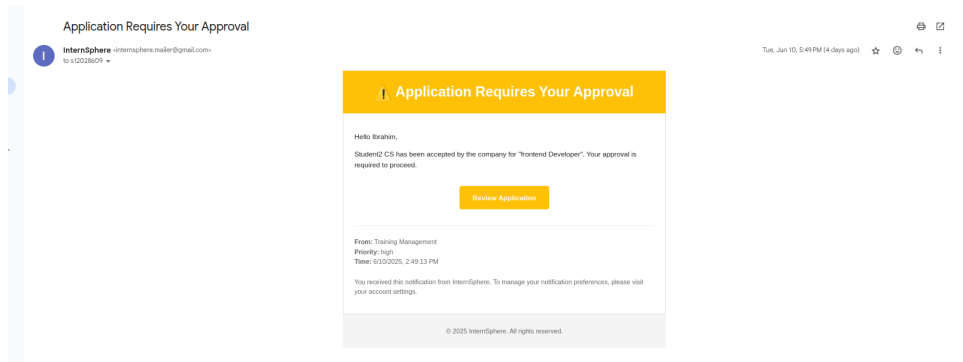 Application Requires Your Approval
InternSphere <internsphere.mailer@gmail.com>
Tue, Jun 10, 5:49 PM (4 days ago)
to s12028609
I
Application Requires Your Approval
Hello Ibrahim,
Student2 CS has been accepted by the company for "frontend Developer". Your approval is
required to proceed.
Review Application
From: Training Management
Priority: high
Time: 6/10/2025, 2:49:13 PM
You received this notification from InternSphere. To manage your notification preferences, please visit
your account settings.
© 2025 InternSphere. All rights reserved.